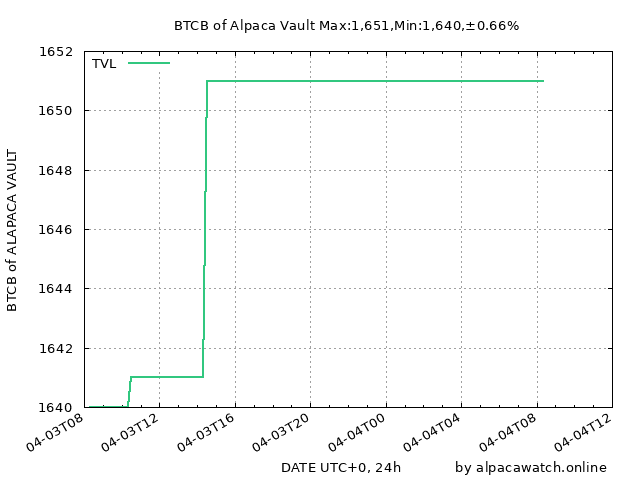 BTCB of Alpaca Vault Max:1,651,Min:1,640,±0.66%
TVL
BTCB of ALAPACA VAULT
1652
1650
1648
1646
1644
1642
1640
04-03T08
04-03T12
04-03T16
04-03T20
04-04T00
04-04T04
04-04T08
04-04T12
DATE UTC+0, 24h
by alpacawatch.online